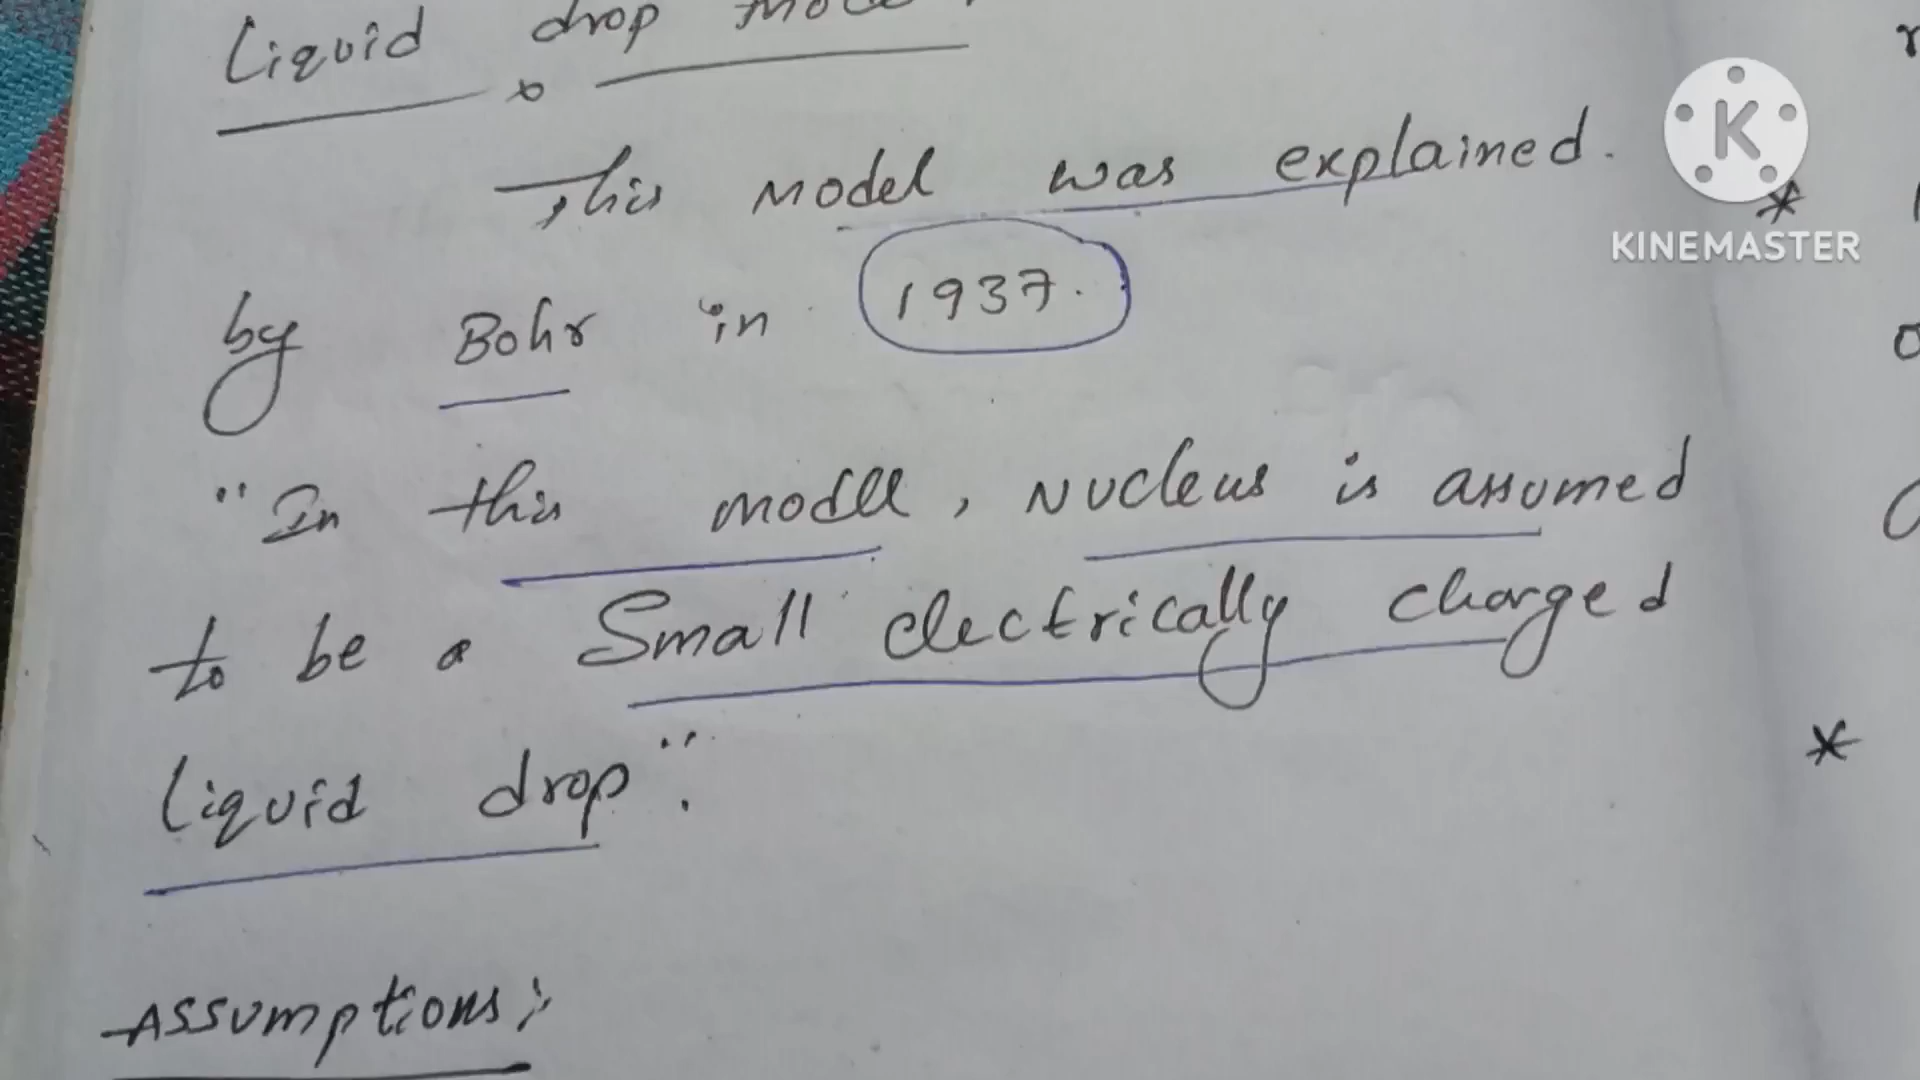 Liquid drop model
This Model was explained.
by Bohr in 1937.
"In this model, Nucleus is assumed
to be a Small electrically charged
liquid drop".
Assumptions:
KINEMASTER